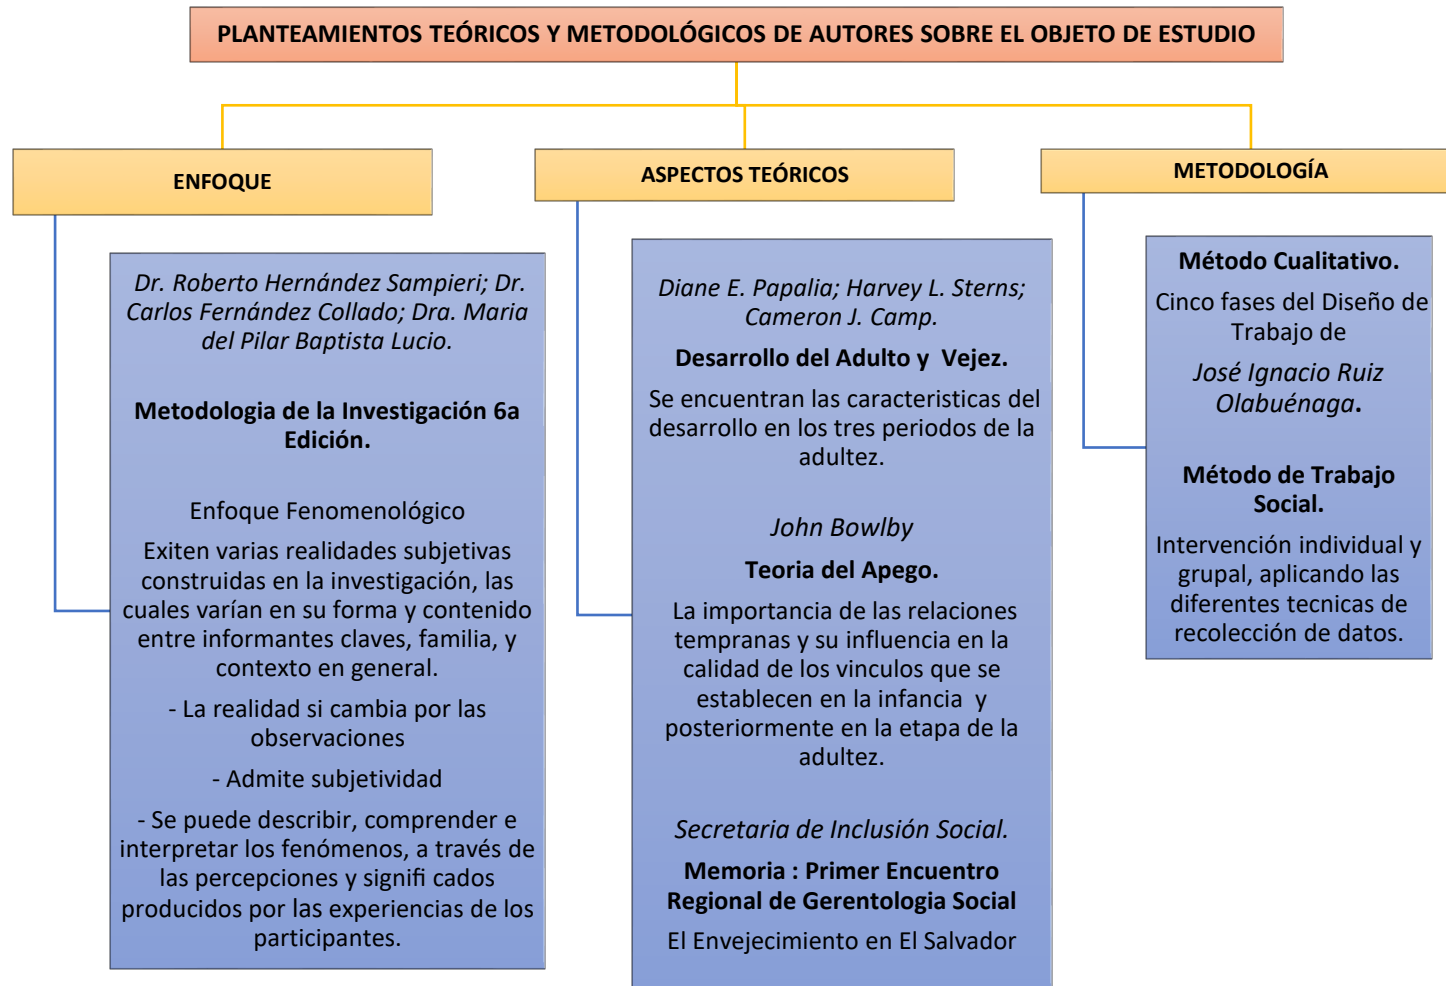 PLANTEAMIENTOS TEÓRICOS Y METODOLÓGICOS DE AUTORES SOBRE EL OBJETO DE ESTUDIO
ENFOQUE
Dr. Roberto Hernández Sampieri; Dr.
Carlos Fernández Collado; Dra. Maria
del Pilar Baptista Lucio.
Metodologia de la Investigación 6a
Edición.
Enfoque Fenomenológico
Exiten varias realidades subjetivas
construidas en la investigación, las
cuales varían en su forma y contenido
entre informantes claves, familia, y
contexto en general.
- La realidad si cambia por las
observaciones
- Admite subjetividad
- Se puede describir, comprender e
interpretar los fenómenos, a través de
las percepciones y signifi cados
producidos por las experiencias de los
participantes.
ASPECTOS TEÓRICOS
Diane E. Papalia; Harvey L. Sterns;
Cameron J. Camp.
Desarrollo del Adulto y Vejez.
Se encuentran las caracteristicas del
desarrollo en los tres periodos de la
adultez.
John Bowlby
Teoria del Apego.
La importancia de las relaciones
tempranas y su influencia en la
calidad de los vinculos que se
establecen en la infancia y
posteriormente en la etapa de la
adultez.
Secretaria de Inclusión Social.
Memoria : Primer Encuentro
Regional de Gerentologia Social
El Envejecimiento en El Salvador
METODOLOGÍA
Método Cualitativo.
Cinco fases del Diseño de
Trabajo de
José Ignacio Ruiz
Olabuénaga.
Método de Trabajo
Social.
Intervención individual y
grupal, aplicando las
diferentes tecnicas de
recolección de datos.